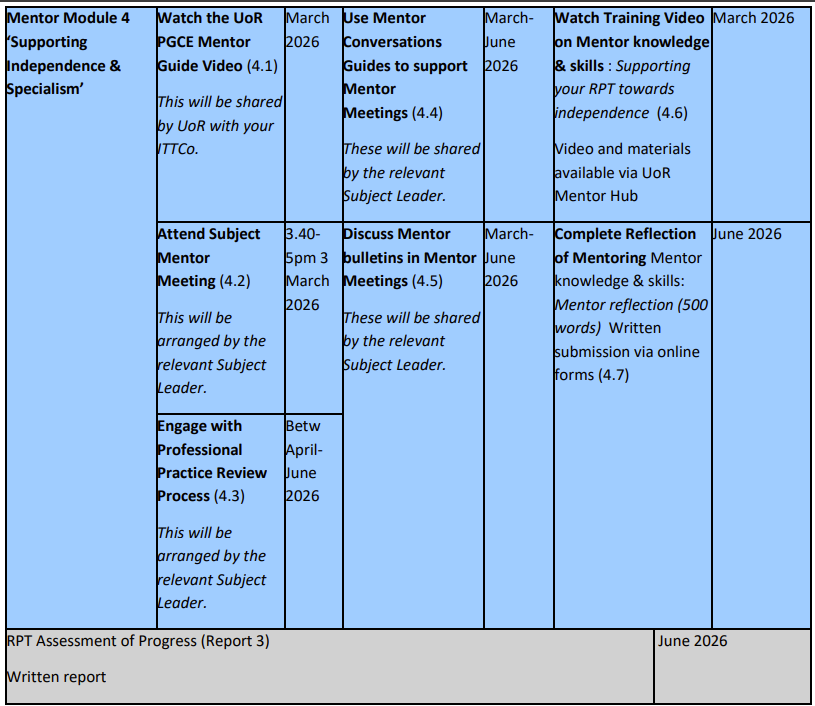 Mentor Module 4
‘Supporting
Independence &
Specialism’
Watch the UoR
PGCE Mentor
Guide Video (4.1)
This will be shared
by UoR with your
ITTCo.
March
2026
Use Mentor
Conversations
Guides to support
Mentor
Meetings (4.4)
These will be shared
by the relevant
Subject Leader.
March-
June
2026
Watch Training Video
on Mentor knowledge
& skills : Supporting
your RPT towards
independence (4.6)
Video and materials
available via UoR
Mentor Hub
March 2026
Attend Subject
Mentor
Meeting (4.2)
This will be
arranged by the
relevant Subject
Leader.
3.40-
5pm 3
March
2026
Discuss Mentor
bulletins in Mentor
Meetings (4.5)
These will be shared
by the relevant
Subject Leader.
March-
June
2026
Complete Reflection
of Mentoring Mentor
knowledge & skills:
Mentor reflection (500
words) Written
submission via online
forms (4.7)
June 2026
Engage with
Professional
Practice Review
Process (4.3)
This will be
arranged by the
relevant Subject
Leader.
Betw
April-
June
2026
RPT Assessment of Progress (Report 3)
Written report
June 2026